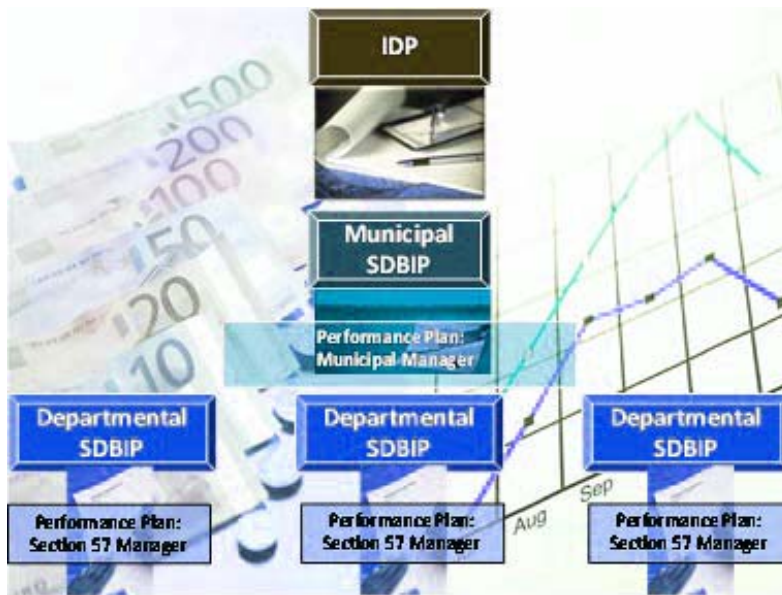 IDP
500
200
100
50
20
10
Municipal
SDBIP
Performance Plan:
Municipal Manager
Departmental
SDBIP
Departmental
SDBIP
Departmental
SDBIP
Aug
Sep
Performance Plan:
Section 57 Manager
Performance Plan:
Section 57 Manager
Performance Plan:
Section 57 Manager